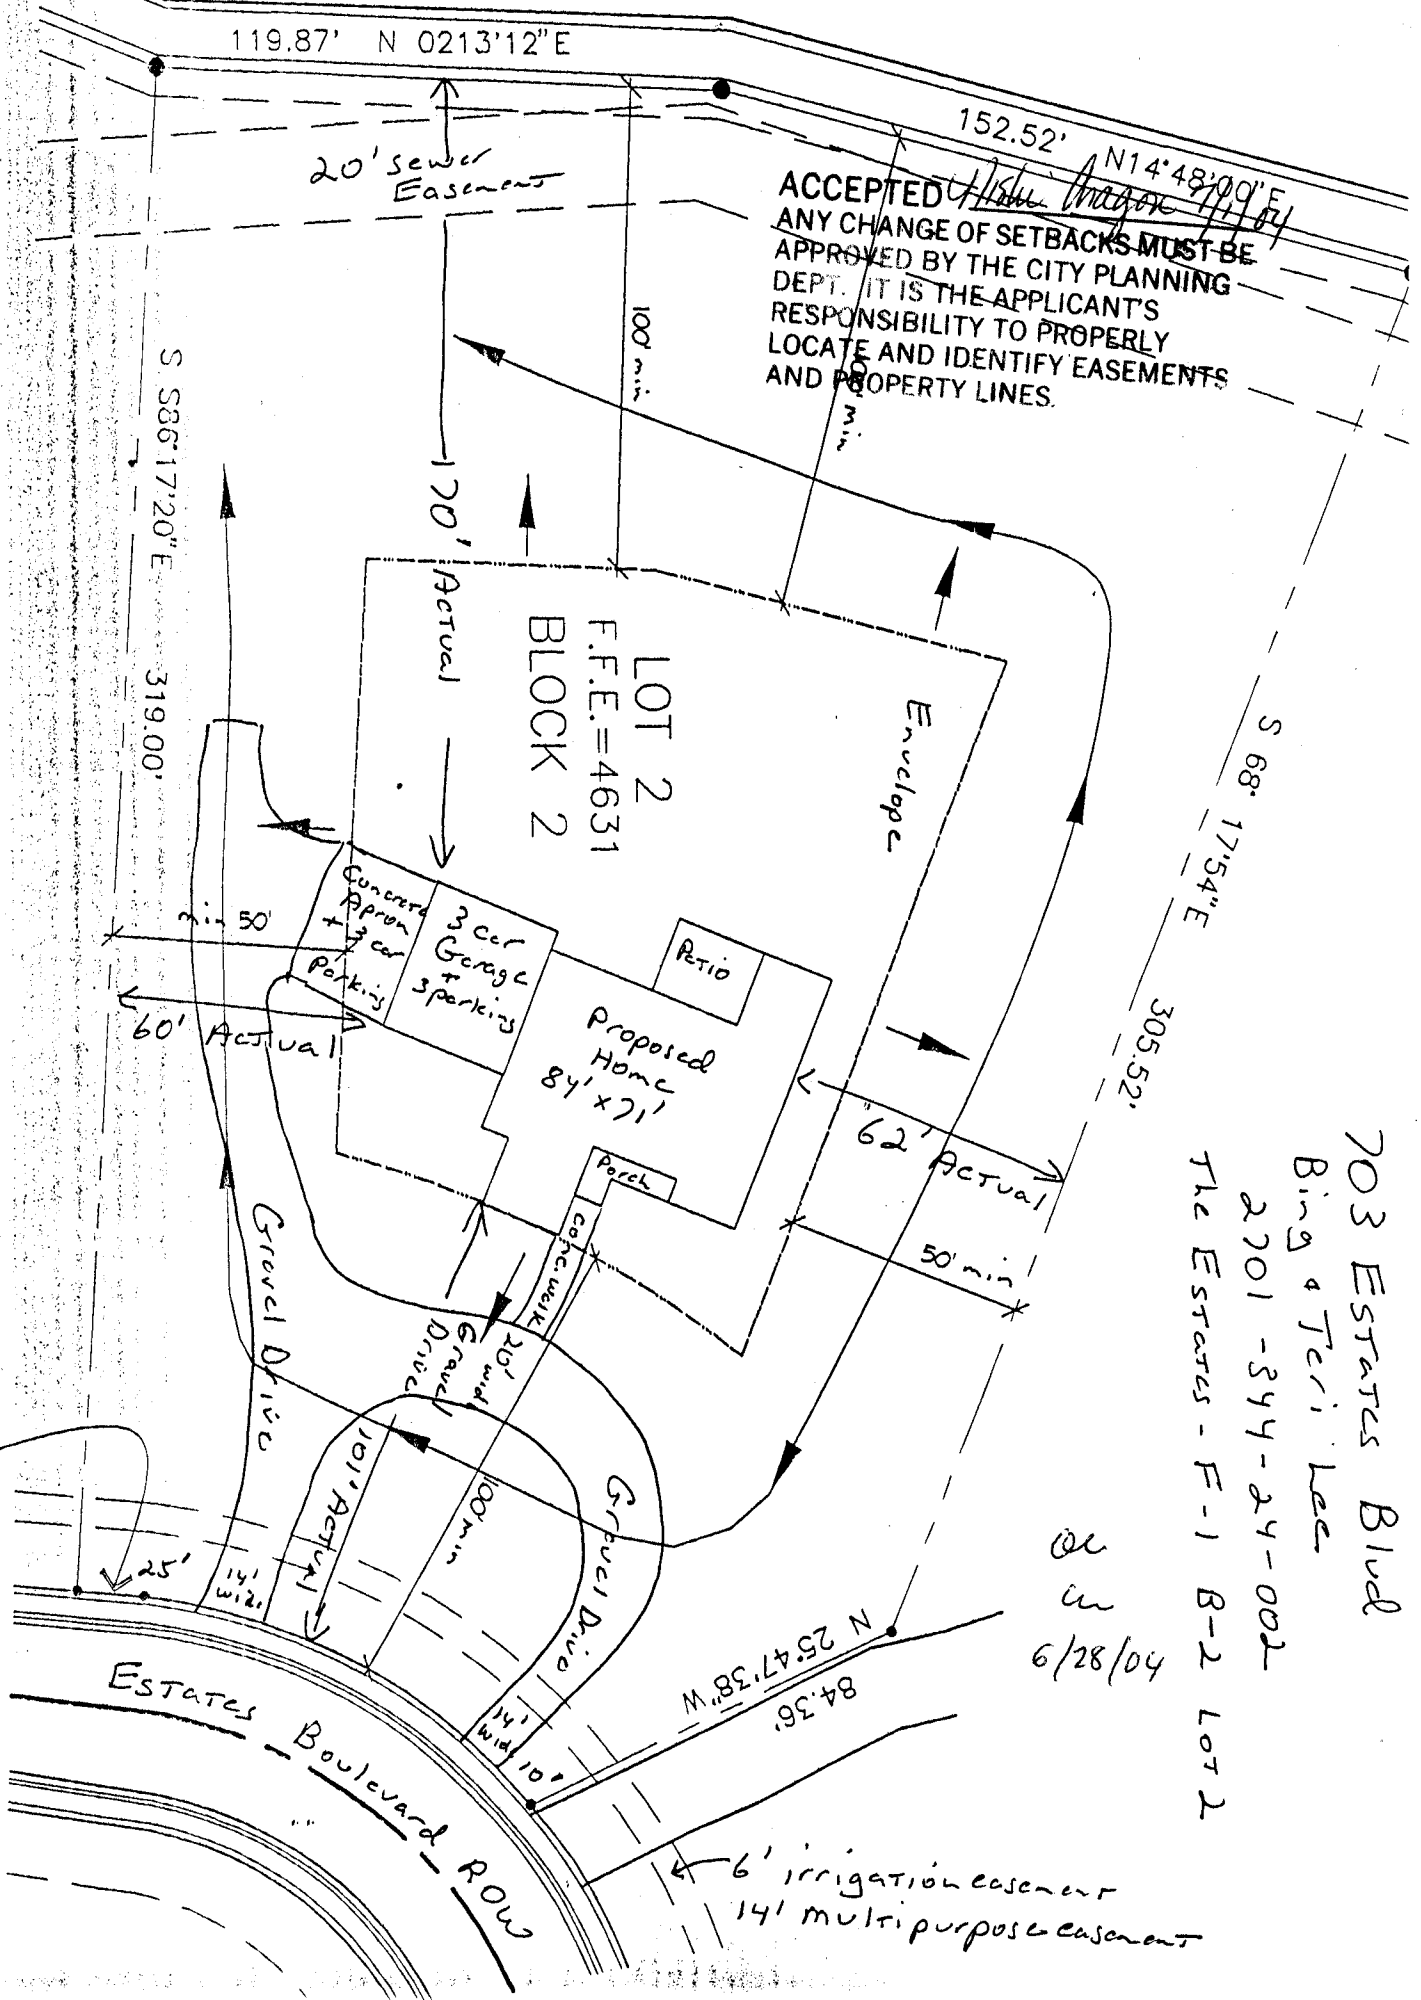 119.87' N 0213'12"E
152.52' N14°48'00"E
20' sewer
Easement
ACCEPTED 7/1/04
ANY CHANGE OF SETBACKS MUST BE
APPROVED BY THE CITY PLANNING
DEPT. IT IS THE APPLICANT'S
RESPONSIBILITY TO PROPERLY
LOCATE AND IDENTIFY EASEMENTS
AND PROPERTY LINES.
100' min
100' min
S S86°17'20"E 319.00'
170' Actual
LOT 2
F.F.E.=4631
BLOCK 2
Envelope
S 68° 17'54"E 305.52'
Concrete
Apron
+ 3 car
parking
3 car
Garage
+
3 parking
Patio
Proposed
Home
84' x 71'
Porch
conc. walk
min 50'
60' Actual
62' Actual
50' min
703 Estates Blvd
Bing & Teri Lee
2701-344-24-002
The Estates - F-1 B-2 Lot 2
Gravel Drive
20' wide
Gravel
Drive
101' Actual
100' min
Gravel Drive
6/28/04
N 25°47'38"W
84.36'
25'
14'
wide
14'
wide
10'
Estates Boulevard ROW
6' irrigation easement
14' multipurpose easement